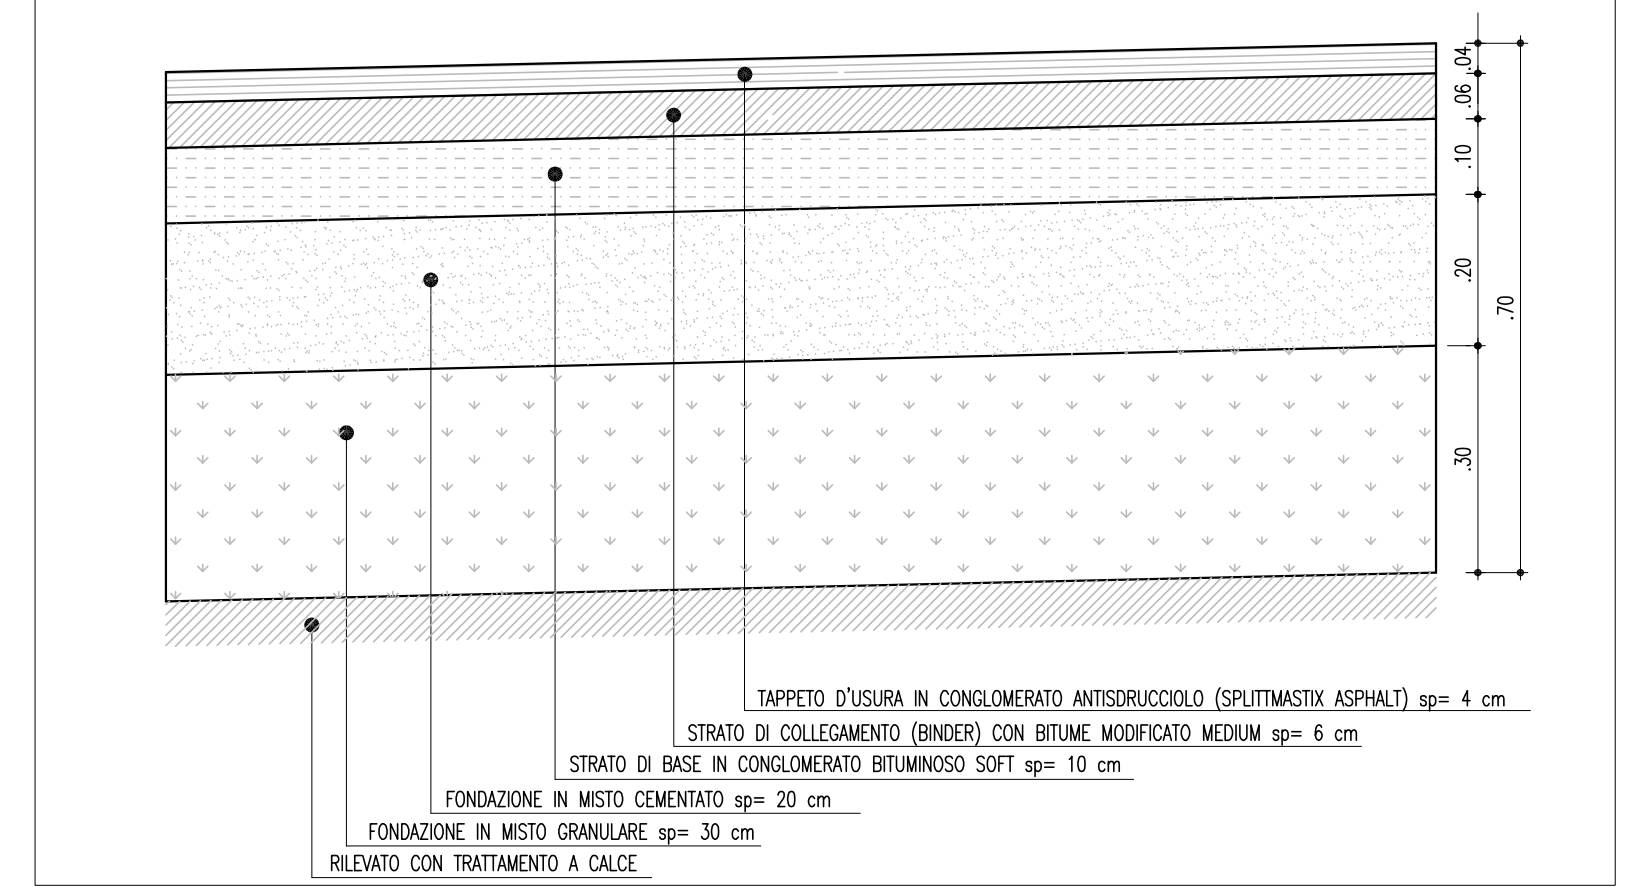 .04
.06
.10
.20
.70
.30
TAPPETO D'USURA IN CONGLOMERATO ANTISDRUCCIOLO (SPLITTMASTIX ASPHALT) sp= 4 cm
STRATO DI COLLEGAMENTO (BINDER) CON BITUME MODIFICATO MEDIUM sp= 6 cm
STRATO DI BASE IN CONGLOMERATO BITUMINOSO SOFT sp= 10 cm
FONDAZIONE IN MISTO CEMENTATO sp= 20 cm
FONDAZIONE IN MISTO GRANULARE sp= 30 cm
RILEVATO CON TRATTAMENTO A CALCE